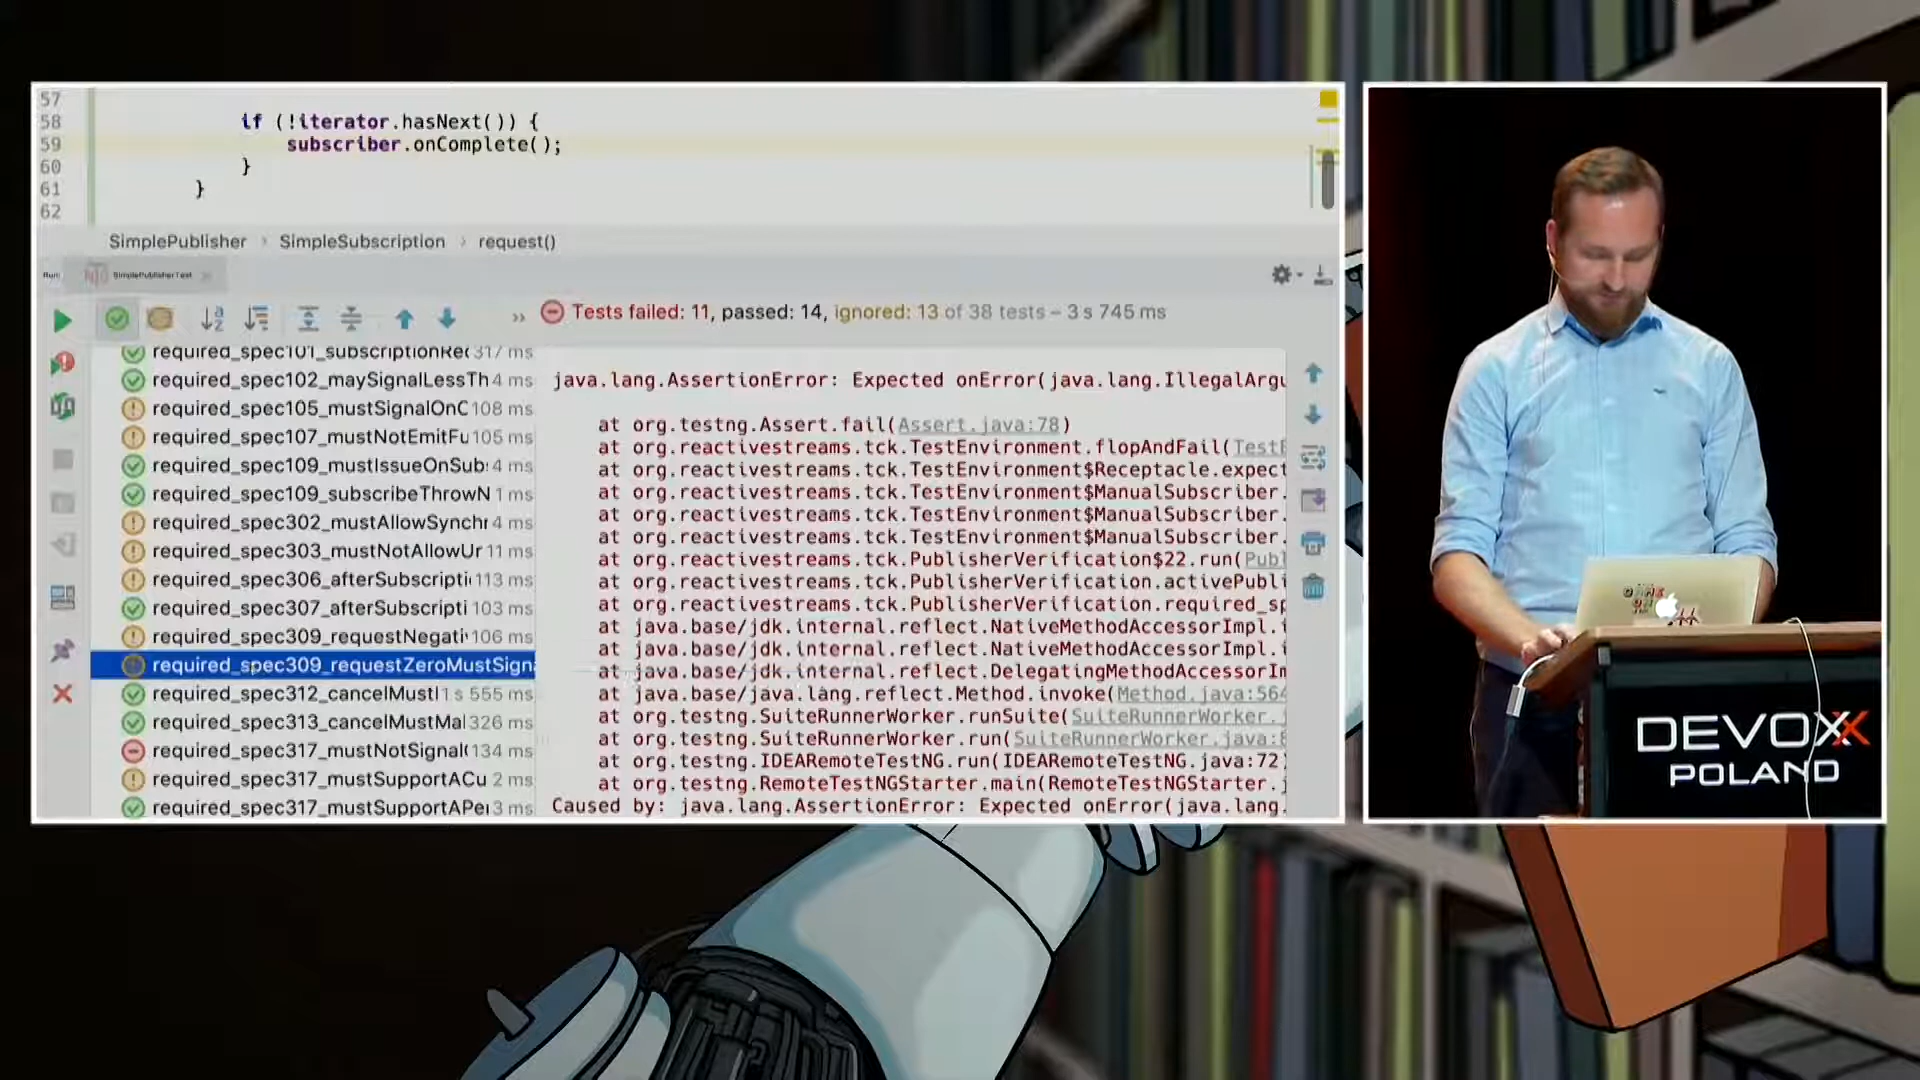 57
58 if (!iterator.hasNext()) {
59 subscriber.onComplete();
60 }
61 }
62
SimplePublisher › SimpleSubscription › request()
Run: SimplePublisherTest
» Tests failed: 11, passed: 14, ignored: 13 of 38 tests – 3 s 745 ms
required_spec101_subscriptionRe 317 ms
required_spec102_maySignalLessTh 4 ms
required_spec105_mustSignalOnC 108 ms
required_spec107_mustNotEmitFu 105 ms
required_spec109_mustIssueOnSub 4 ms
required_spec109_subscribeThrowN 1 ms
required_spec302_mustAllowSynchr 4 ms
required_spec303_mustNotAllowUr 11 ms
required_spec306_afterSubscripti 113 ms
required_spec307_afterSubscripti 103 ms
required_spec309_requestNegati 106 ms
required_spec309_requestZeroMustSign
required_spec312_cancelMustI 1 s 555 ms
required_spec313_cancelMustMal 326 ms
required_spec317_mustNotSignal 134 ms
required_spec317_mustSupportACu 2 ms
required_spec317_mustSupportAPe 3 ms
java.lang.AssertionError: Expected onError(java.lang.IllegalArgu
at org.testng.Assert.fail(Assert.java:78)
at org.reactivestreams.tck.TestEnvironment.flopAndFail(TestE
at org.reactivestreams.tck.TestEnvironment$Receptacle.expect
at org.reactivestreams.tck.TestEnvironment$ManualSubscriber.
at org.reactivestreams.tck.TestEnvironment$ManualSubscriber.
at org.reactivestreams.tck.TestEnvironment$ManualSubscriber.
at org.reactivestreams.tck.PublisherVerification$22.run(Publ
at org.reactivestreams.tck.PublisherVerification.activePubli
at org.reactivestreams.tck.PublisherVerification.required_sp
at java.base/jdk.internal.reflect.NativeMethodAccessorImpl.i
at java.base/jdk.internal.reflect.NativeMethodAccessorImpl.i
at java.base/jdk.internal.reflect.DelegatingMethodAccessorIm
at java.base/java.lang.reflect.Method.invoke(Method.java:564
at org.testng.SuiteRunnerWorker.runSuite(SuiteRunnerWorker.j
at org.testng.SuiteRunnerWorker.run(SuiteRunnerWorker.java:8
at org.testng.IDEARemoteTestNG.run(IDEARemoteTestNG.java:72)
at org.testng.RemoteTestNGStarter.main(RemoteTestNGStarter.j
Caused by: java.lang.AssertionError: Expected onError(java.lang.
DEVOXX
POLAND